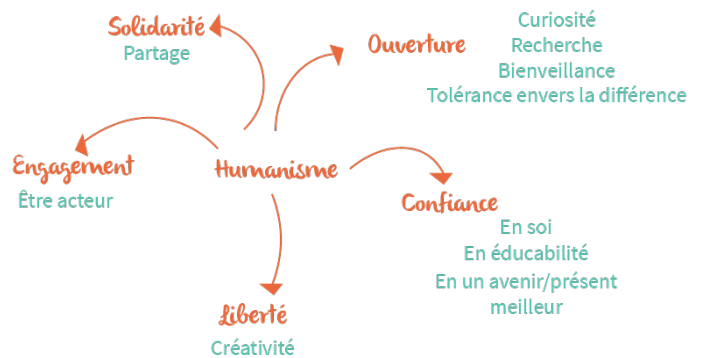 Solidarité
Partage
Ouverture
Curiosité
Recherche
Bienveillance
Tolérance envers la différence
Engagement
Être acteur
Humanisme
Confiance
En soi
En éducabilité
En un avenir/présent
meilleur
Liberté
Créativité